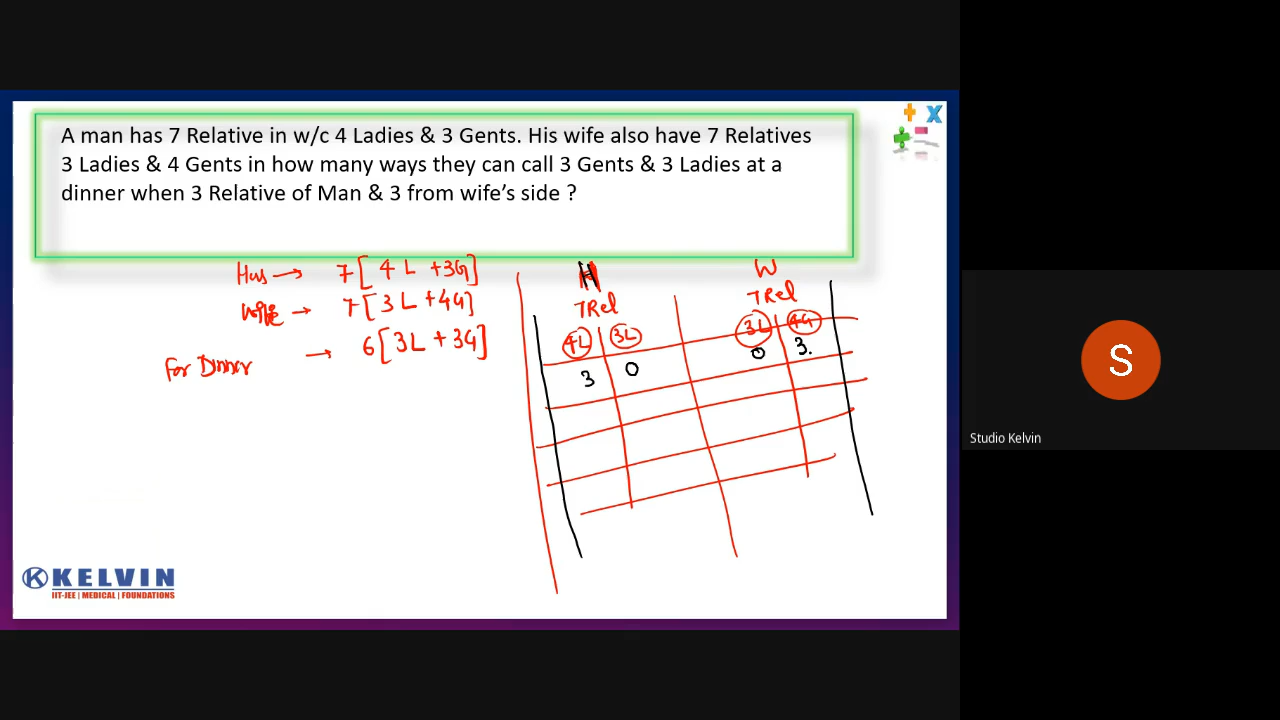 A man has 7 Relative in w/c 4 Ladies & 3 Gents. His wife also have 7 Relatives
3 Ladies & 4 Gents in how many ways they can call 3 Gents & 3 Ladies at a
dinner when 3 Relative of Man & 3 from wife's side ?
Hus → 7[4L + 3G]
Wife → 7[3L + 4G]
For Dinner → 6[3L + 3G]
H W
7Rel 7Rel
4L 3L 3L 4G
3 0 0 3.
KELVIN
IIT-JEE | MEDICAL | FOUNDATIONS
S
Studio Kelvin